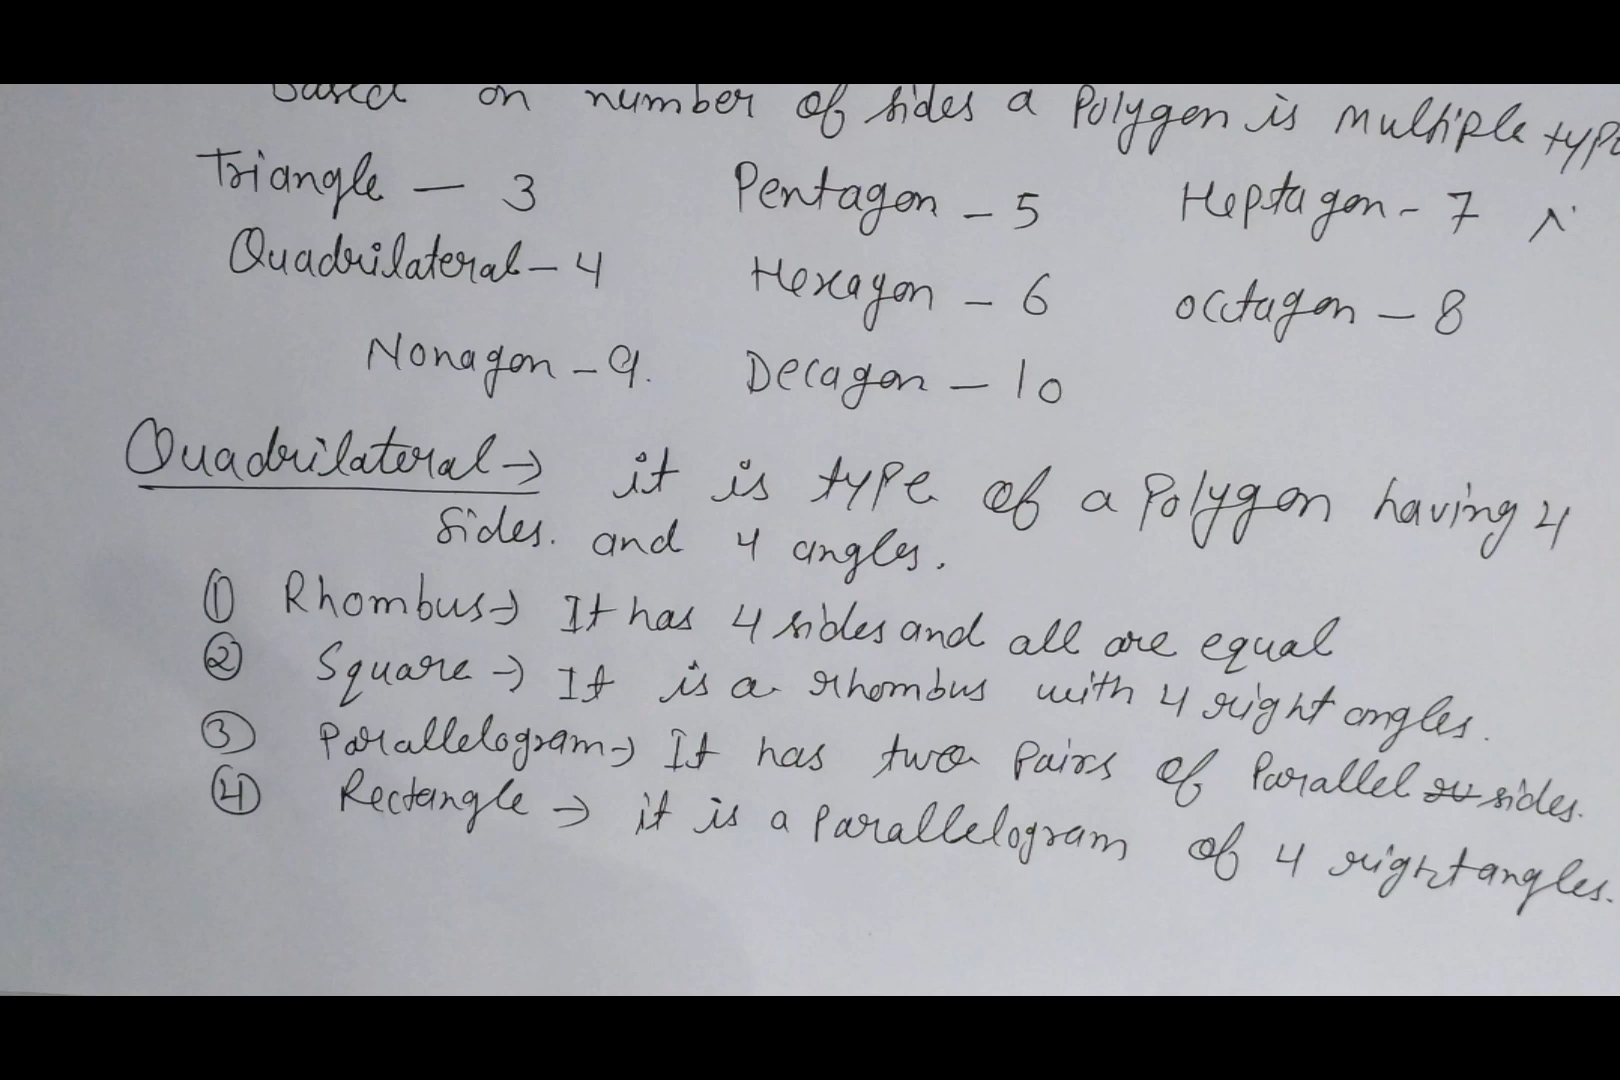 based on number of sides a Polygon is multiple type
Triangle — 3 Pentagon – 5 Heptagon - 7
Quadrilateral – 4 Hexagon – 6 octagon – 8
Nonagon – 9. Decagon – 10
Quadrilateral → it is type of a Polygon having 4
sides. and 4 angles.
① Rhombus → It has 4 sides and all are equal
② Square → It is a rhombus with 4 right angles.
③ Parallelogram → It has two Pairs of Parallel sides.
④ Rectangle → it is a Parallelogram of 4 right angles.